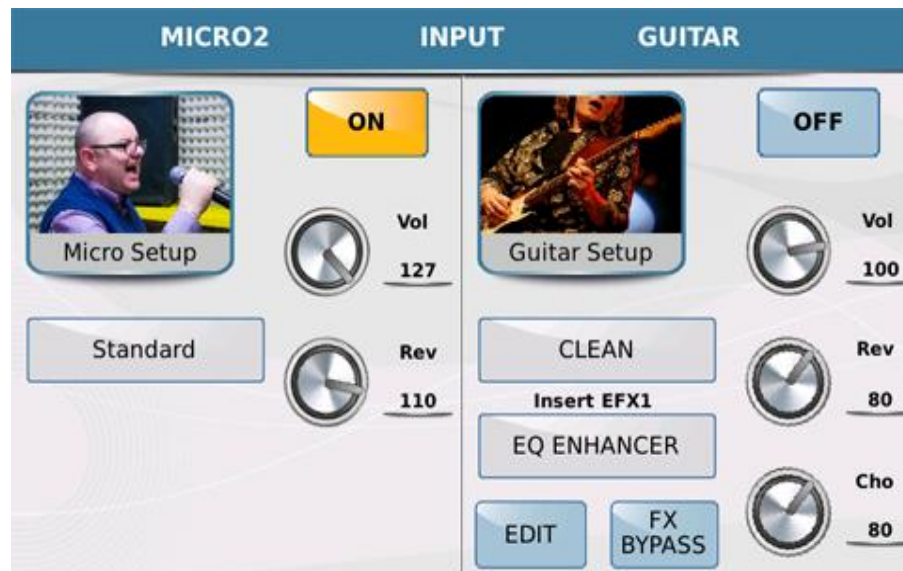 MICRO2 INPUT GUITAR
ON
Vol
127
Micro Setup
Standard
Rev
110
OFF
Vol
100
Guitar Setup
CLEAN
Rev
80
Insert EFX1
EQ ENHANCER
Cho
80
EDIT
FX
BYPASS